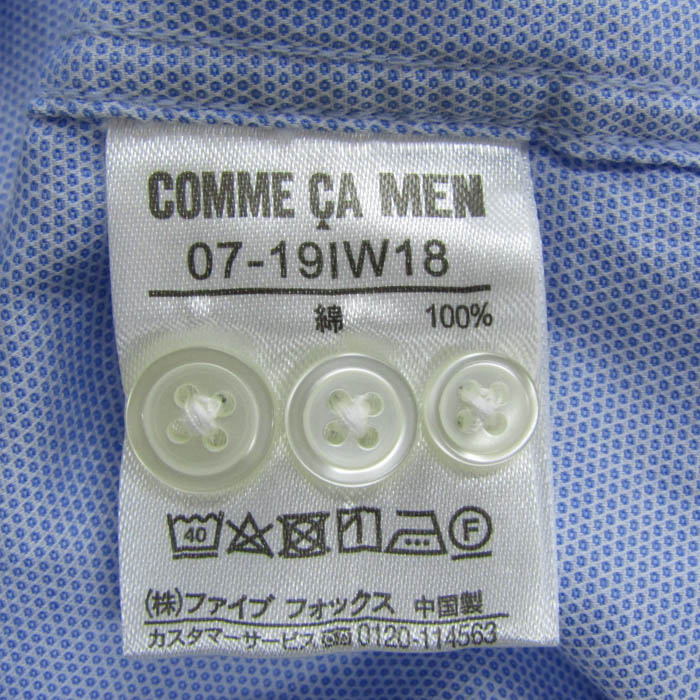 COMME ÇA MEN
07-19IW18
綿 100%
40 F
(株)ファイブ フォックス 中国製
カスタマーサービス 0120-114563